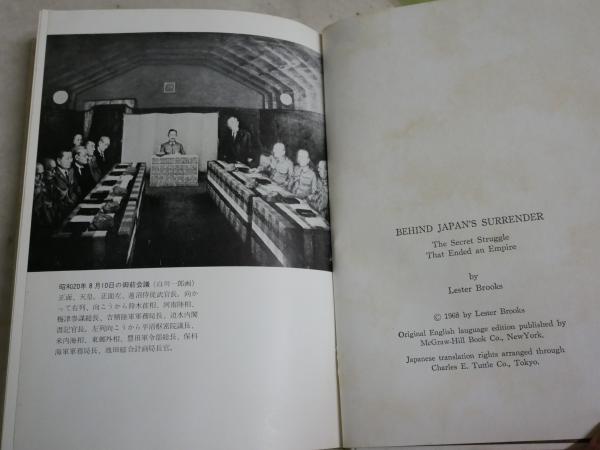 昭和20年8月10日の御前会議（白川一郎画）
正面、天皇。正面左、蓮沼侍従武官長、向か
って右列、向こうから鈴木首相、阿南陸相、
梅津参謀総長、吉積陸軍軍務局長、迫水内閣
書記官長。左列向こうから平沼枢密院議長、
米内海相、東郷外相、豊田軍令部総長、保科
海軍軍務局長、池田綜合計画局長官。
BEHIND JAPAN'S SURRENDER
The Secret Struggle
That Ended an Empire
by
Lester Brooks
© 1968 by Lester Brooks
Original English lauguage edition published by
McGraw-Hill Book Co., NewYork.
Japanese translation rights arranged through
Charles E. Tuttle Co., Tokyo.